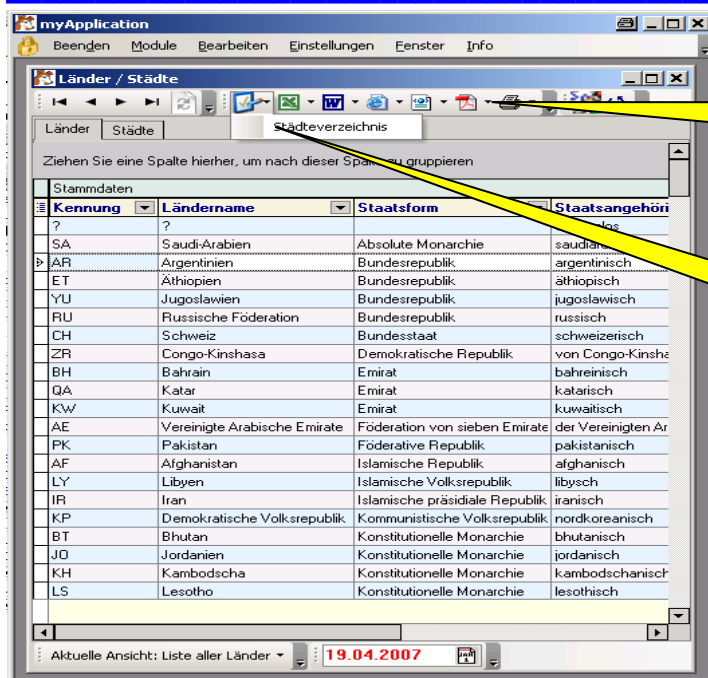 myApplication
Beenden Module Bearbeiten Einstellungen Fenster Info
Länder / Städte
Länder Städte
Städteverzeichnis
Ziehen Sie eine Spalte hierher, um nach dieser Spalte zu gruppieren
Stammdaten
Kennung Ländername Staatsform Staatsangehöri
? ?
SA Saudi-Arabien Absolute Monarchie
AR Argentinien Bundesrepublik argentinisch
ET Äthiopien Bundesrepublik äthiopisch
YU Jugoslawien Bundesrepublik jugoslawisch
RU Russische Föderation Bundesrepublik russisch
CH Schweiz Bundesstaat schweizerisch
ZR Congo-Kinshasa Demokratische Republik von Congo-Kinsha
BH Bahrain Emirat bahreinisch
QA Katar Emirat katarisch
KW Kuwait Emirat kuwaitisch
AE Vereinigte Arabische Emirate Föderation von sieben Emirate der Vereinigten Ar
PK Pakistan Föderative Republik pakistanisch
AF Afghanistan Islamische Republik afghanisch
LY Libyen Islamische Volksrepublik libysch
IR Iran Islamische präsidiale Republik iranisch
KP Demokratische Volksrepublik Kommunistische Volksrepublik nordkoreanisch
BT Bhutan Konstitutionelle Monarchie bhutanisch
JO Jordanien Konstitutionelle Monarchie jordanisch
KH Kambodscha Konstitutionelle Monarchie kambodschanisch
LS Lesotho Konstitutionelle Monarchie lesothisch
Aktuelle Ansicht: Liste aller Länder 19.04.2007